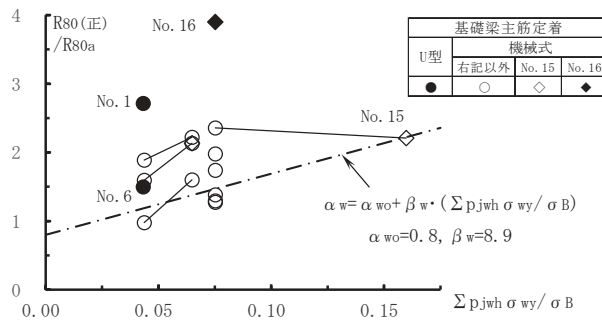 R80(正)
/R80a
4
3
2
1
0
0.00
0.05
0.10
0.15
Σpjwhσwy/σB
No.16
No.1
No.6
No.15
基礎梁主筋定着
U型
機械式
右記以外
No.15
No.16
αw=αwo+βw·(Σpjwhσwy/σB)
αwo=0.8, βw=8.9